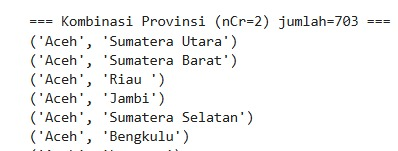 === Kombinasi Provinsi (nCr=2) jumlah=703 ===
('Aceh', 'Sumatera Utara')
('Aceh', 'Sumatera Barat')
('Aceh', 'Riau ')
('Aceh', 'Jambi')
('Aceh', 'Sumatera Selatan')
('Aceh', 'Bengkulu')